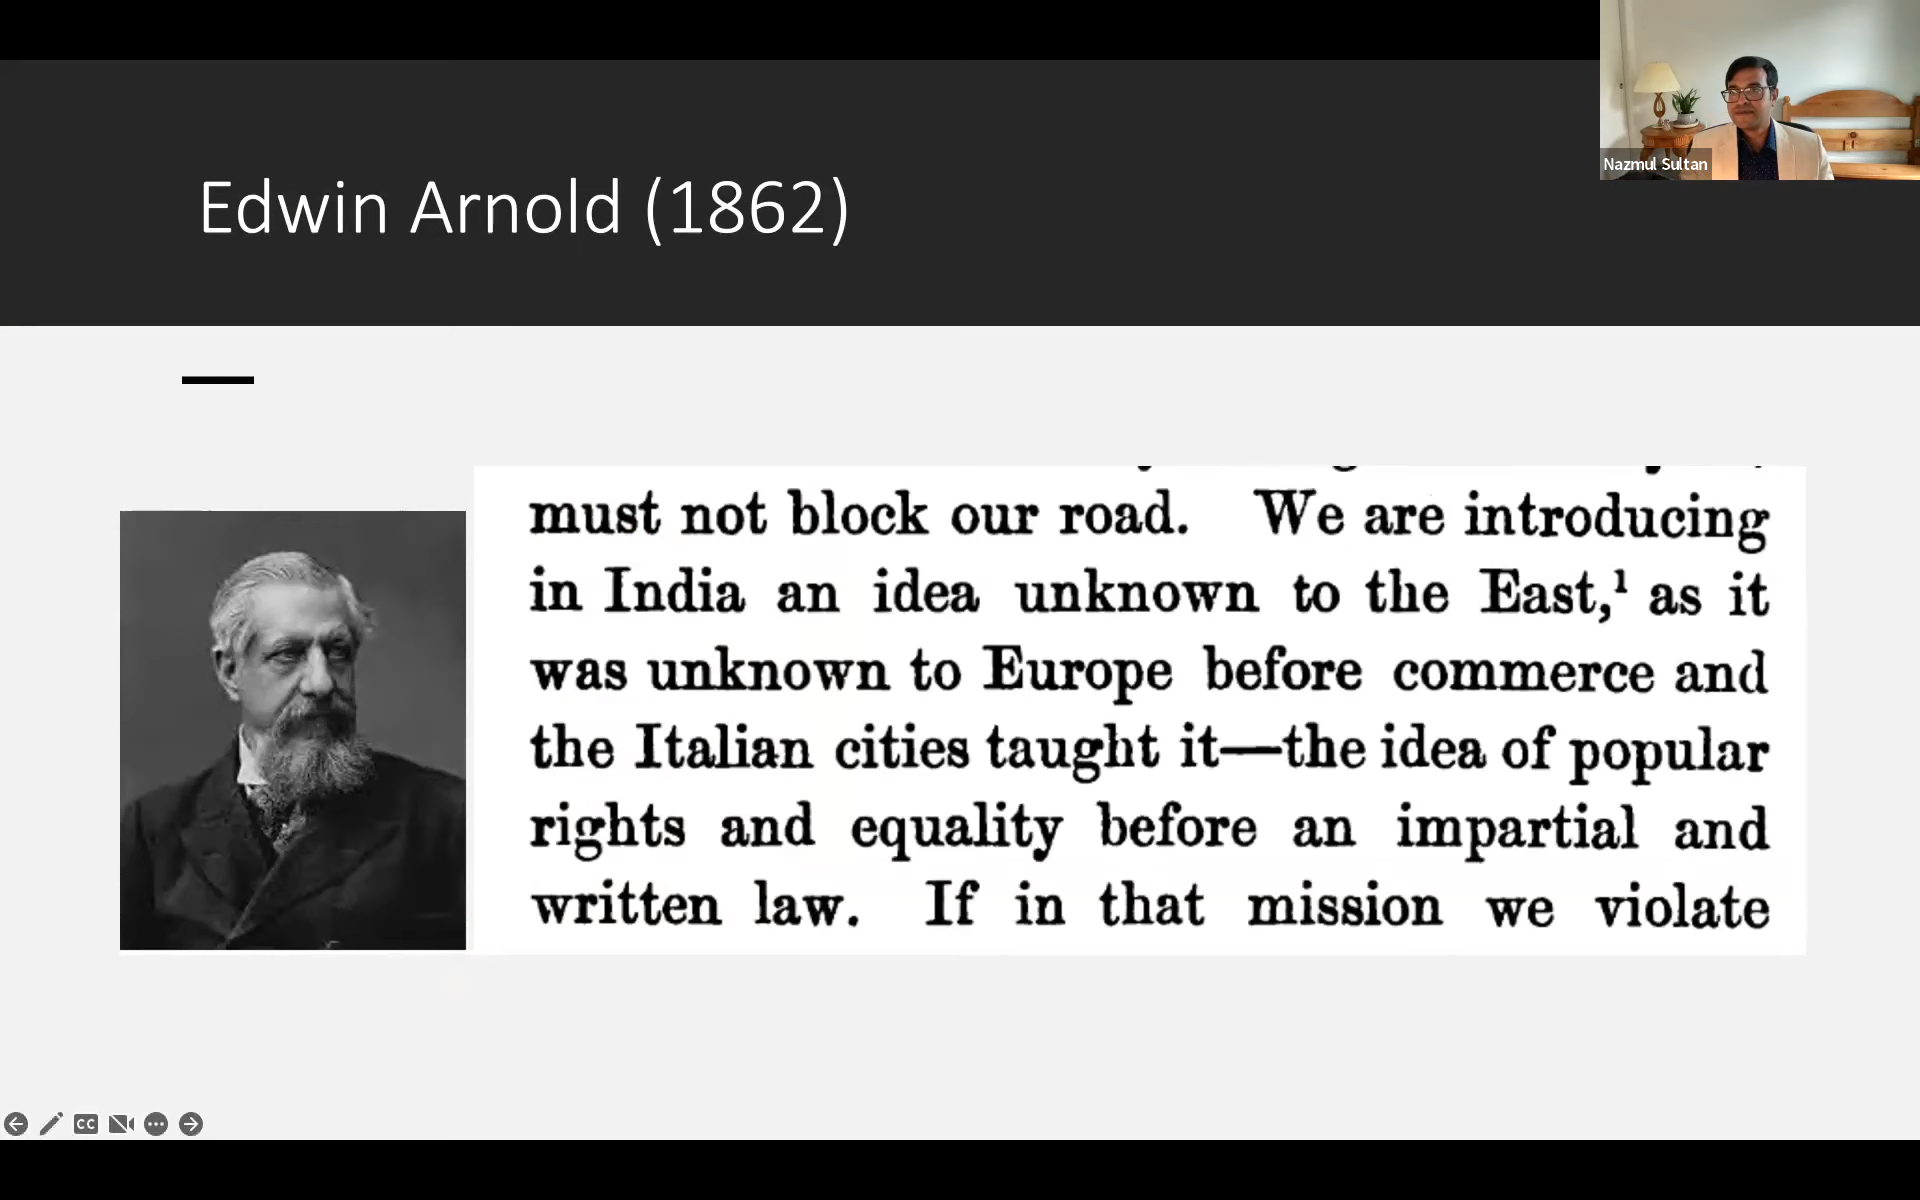 Nazmul Sultan
Edwin Arnold (1862)
must not block our road. We are introducing
in India an idea unknown to the East,¹ as it
was unknown to Europe before commerce and
the Italian cities taught it—the idea of popular
rights and equality before an impartial and
written law. If in that mission we violate
CC